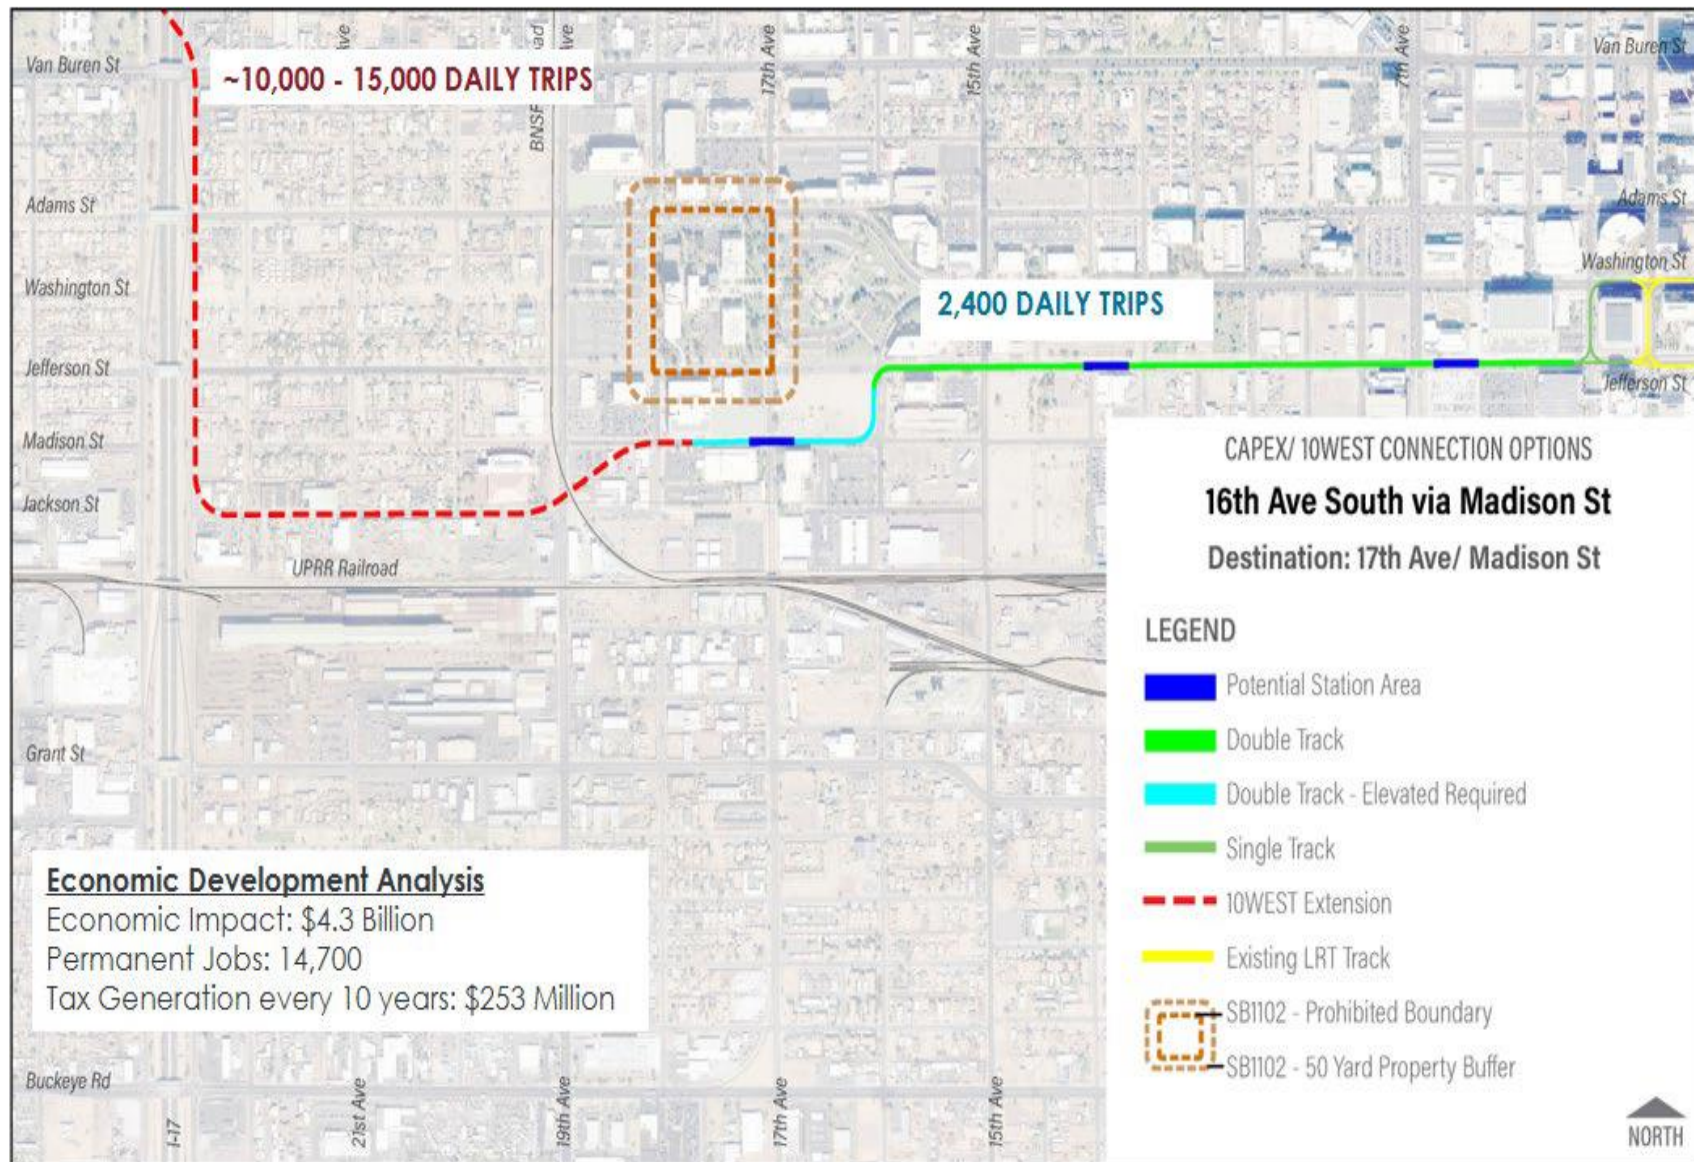 Van Buren St
~10,000 - 15,000 DAILY TRIPS
Ave
BNSF
oad
Ave
17th Ave
15th Ave
7th Ave
Van Buren St
Adams St
Adams St
Washington St
Washington St
2,400 DAILY TRIPS
Jefferson St
Jefferson St
Madison St
Jackson St
UPRR Railroad
CAPEX/ 10WEST CONNECTION OPTIONS
16th Ave South via Madison St
Destination: 17th Ave/ Madison St
LEGEND
Potential Station Area
Double Track
Double Track - Elevated Required
Single Track
10WEST Extension
Existing LRT Track
SB1102 - Prohibited Boundary
SB1102 - 50 Yard Property Buffer
Grant St
Economic Development Analysis
Economic Impact: $4.3 Billion
Permanent Jobs: 14,700
Tax Generation every 10 years: $253 Million
Buckeye Rd
I-17
21st Ave
19th Ave
17th Ave
15th Ave
NORTH